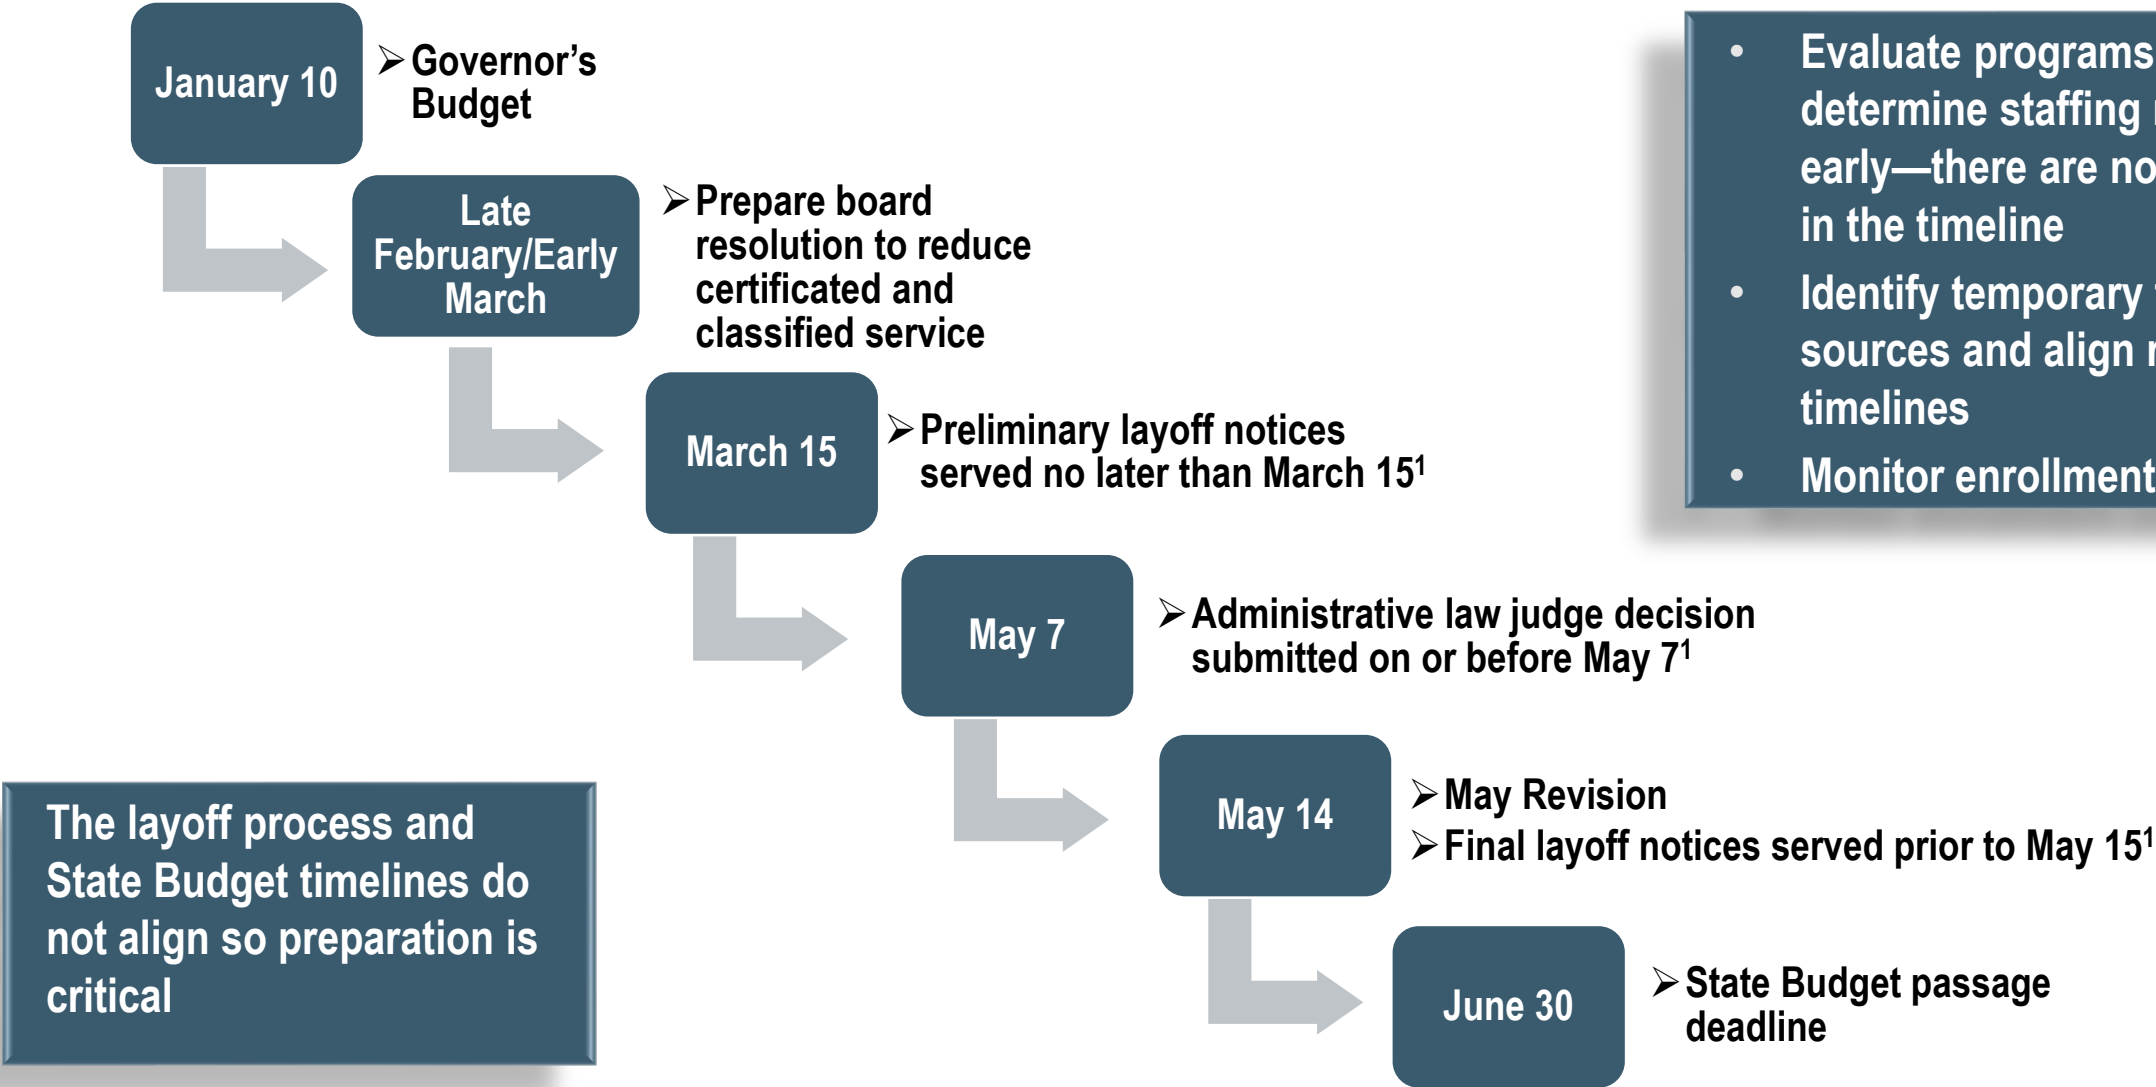 January 10
➢ Governor’s
Budget
Late
February/Early
March
➢ Prepare board
resolution to reduce
certificated and
classified service
March 15
➢ Preliminary layoff notices
served no later than March 15¹
May 7
➢ Administrative law judge decision
submitted on or before May 7¹
May 14
➢ May Revision
➢ Final layoff notices served prior to May 15¹
June 30
➢ State Budget passage
deadline
• Evaluate programs
determine staffing
early—there are no
in the timeline
• Identify temporary
sources and align
timelines
• Monitor enrollment
The layoff process and
State Budget timelines do
not align so preparation is
critical